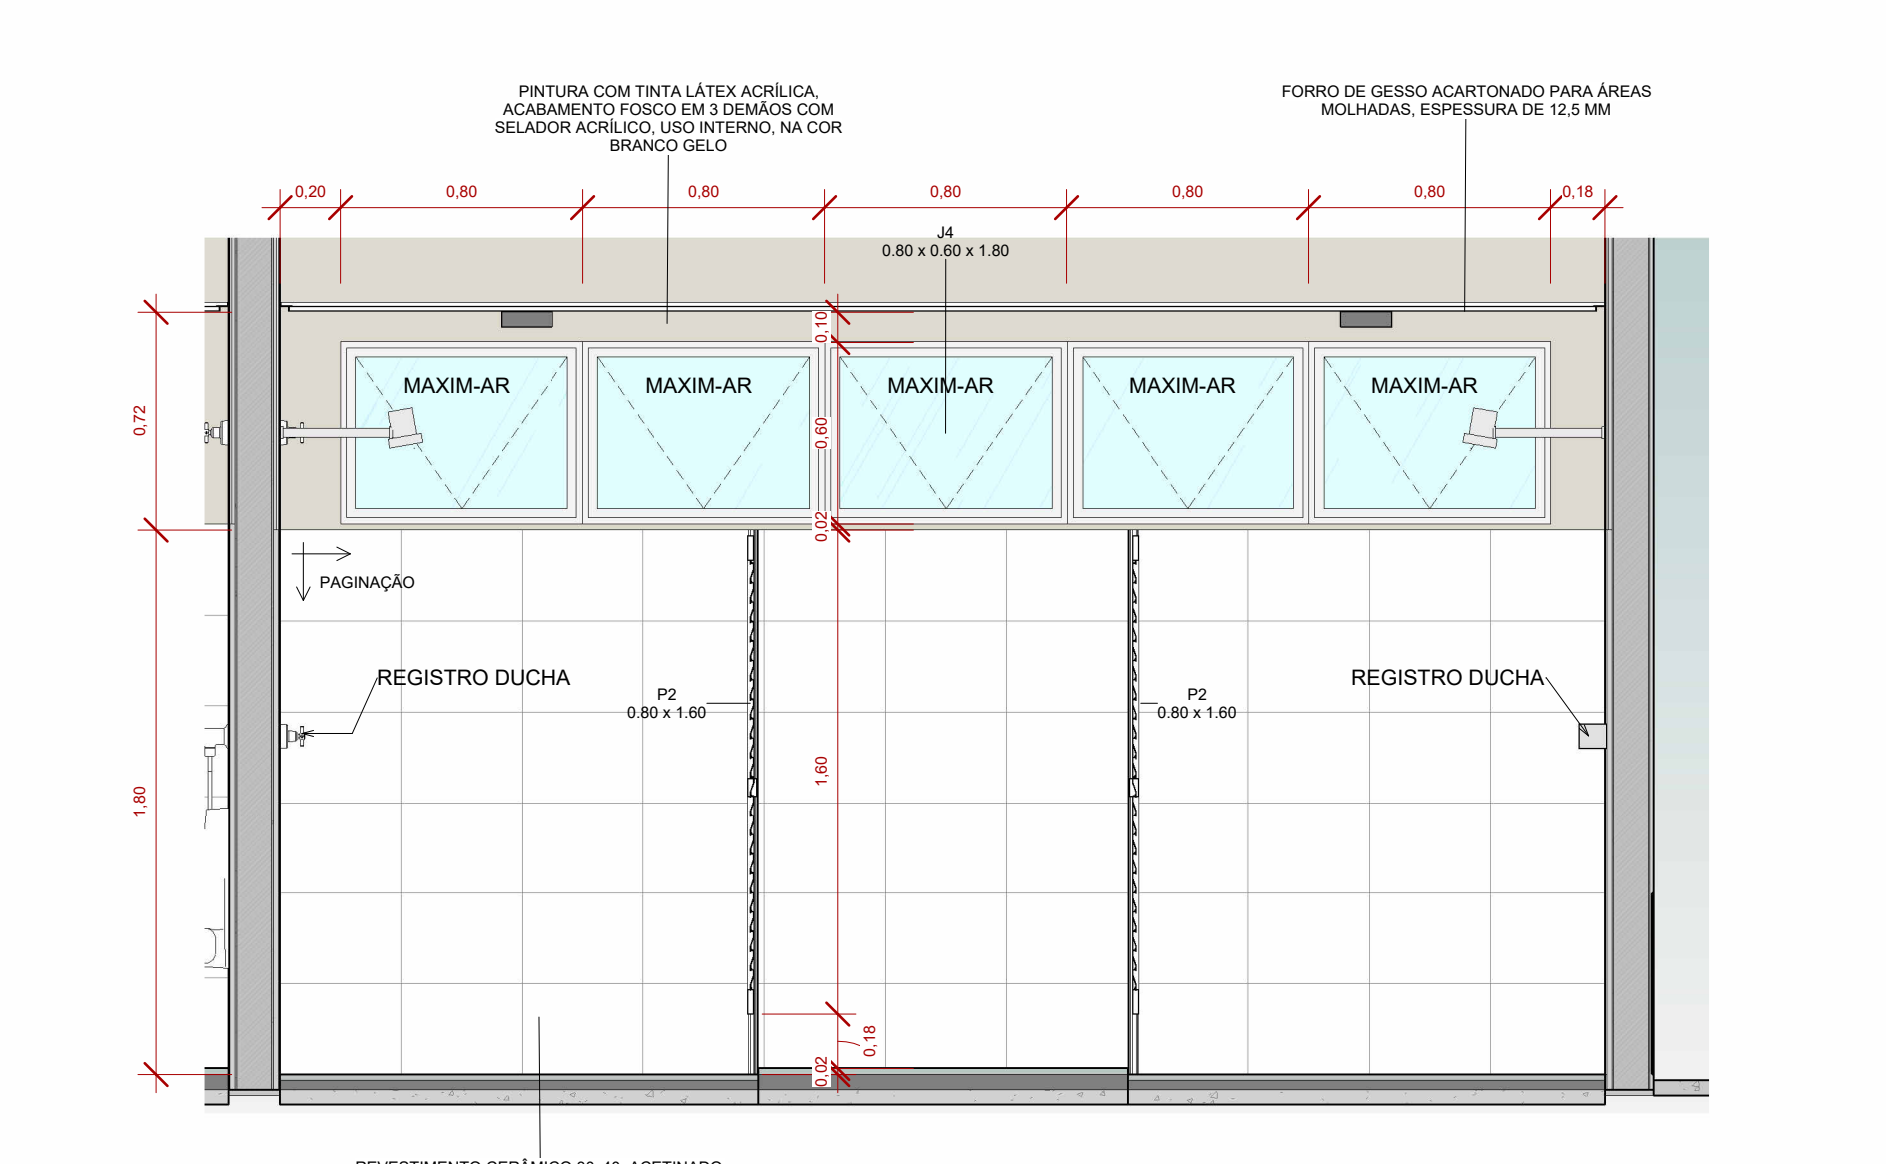 PINTURA COM TINTA LÁTEX ACRÍLICA,
ACABAMENTO FOSCO EM 3 DEMÃOS COM
SELADOR ACRÍLICO, USO INTERNO, NA COR
BRANCO GELO
FORRO DE GESSO ACARTONADO PARA ÁREAS
MOLHADAS, ESPESSURA DE 12,5 MM
0,20 0,80 0,80 0,80 0,80 0,80 0,18
J4
0.80 x 0.60 x 1.80
0,10
MAXIM-AR MAXIM-AR MAXIM-AR MAXIM-AR MAXIM-AR
0,72
0,60
0,02
PAGINAÇÃO
REGISTRO DUCHA
REGISTRO DUCHA
P2
0.80 x 1.60
P2
0.80 x 1.60
1,60
1,80
0,18
0,02